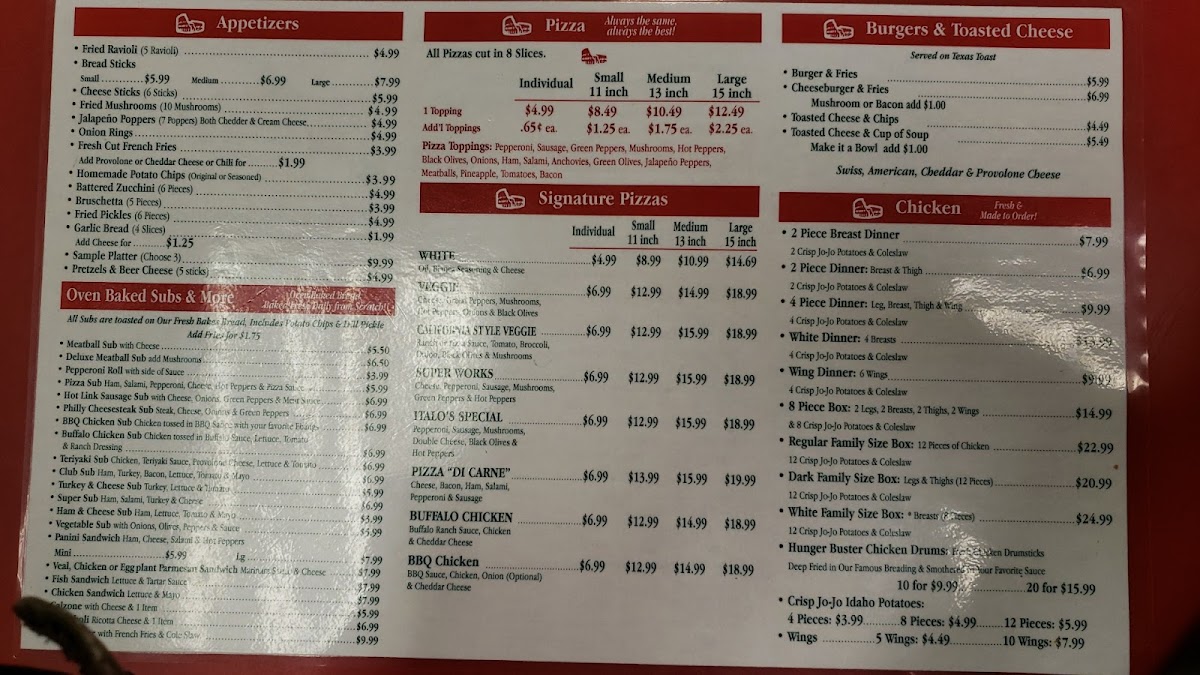 Appetizers
• Fried Ravioli (5 Ravioli) $4.99
• Bread Sticks
Small $5.99 Medium $6.99 Large $7.99
• Cheese Sticks (6 Sticks) $5.99
• Fried Mushrooms (10 Mushrooms) $4.99
• Jalapeño Poppers (7 Poppers) Both Chedder & Cream Cheese $4.99
• Onion Rings $4.99
• Fresh Cut French Fries $3.99
Add Provolone or Cheddar Cheese or Chili for $1.99
• Homemade Potato Chips (Original or Seasoned) $3.99
• Battered Zucchini (6 Pieces) $4.99
• Bruschetta (5 Pieces) $3.99
• Fried Pickles (6 Pieces) $4.99
• Garlic Bread (4 Slices) $1.99
Add Cheese for $1.25
• Sample Platter (Choose 3) $9.99
• Pretzels & Beer Cheese (5 sticks) $4.99
Oven Baked Subs & More
Oven Baked Bread
Baked Fresh Daily from Scratch!
All Subs are toasted on Our Fresh Baked Bread, Includes Potato Chips & Dill Pickle
Add Fries for $1.75
• Meatball Sub with Cheese $5.50
• Deluxe Meatball Sub add Mushrooms $6.50
• Pepperoni Roll with side of Sauce $3.99
• Pizza Sub Ham, Salami, Pepperoni, Cheese, Hot Peppers & Pizza Sauce $5.99
• Hot Link Sausage Sub with Cheese, Onions, Green Peppers & Meat Sauce $6.99
• Philly Cheesesteak Sub Steak, Cheese, Onions & Green Peppers $6.99
• BBQ Chicken Sub Chicken tossed in BBQ Sauce with your favorite $6.99
• Buffalo Chicken Sub Chicken tossed in Buffalo Sauce, Lettuce, Tomato
& Ranch Dressing $6.99
• Teriyaki Sub Chicken, Teriyaki Sauce, Provolone Cheese, Lettuce & Tomato $6.99
• Club Sub Ham, Turkey, Bacon, Lettuce, Tomato & Mayo $6.99
• Turkey & Cheese Sub Turkey, Lettuce & Tomato $5.99
• Super Sub Ham, Salami, Turkey & Cheese $6.99
• Ham & Cheese Sub Ham, Lettuce, Tomato & Mayo
• Vegetable Sub with Onions, Olives, Peppers & Sauce $4.99
• Panini Sandwich Ham, Cheese, Salami & Hot Peppers
Mini $5.99 Lg $7.99
• Veal, Chicken or Eggplant Parmesan Sandwich Marinara Sauce & Cheese $7.99
• Fish Sandwich Lettuce & Tartar Sauce $7.99
• Chicken Sandwich Lettuce & Mayo $7.99
Calzone with Cheese & 1 Item $5.99
Ricotta Cheese & 1 Item $6.99
with French Fries & Cole Slaw $9.99
Pizza
Always the same,
always the best!
All Pizzas cut in 8 Slices.
Individual Small 11 inch Medium 13 inch Large 15 inch
1 Topping $4.99 $8.49 $10.49 $12.49
Add'l Toppings .65¢ ea. $1.25 ea. $1.75 ea. $2.25 ea.
Pizza Toppings: Pepperoni, Sausage, Green Peppers, Mushrooms, Hot Peppers,
Black Olives, Onions, Ham, Salami, Anchovies, Green Olives, Jalapeño Peppers,
Meatballs, Pineapple, Tomatoes, Bacon
Signature Pizzas
Individual Small 11 inch Medium 13 inch Large 15 inch
WHITE $4.99 $8.99 $10.99 $14.69
Oil, Seasoning & Cheese
VEGGIE $6.99 $12.99 $14.99 $18.99
Cheese, Green Peppers, Mushrooms,
Hot Peppers, Onions & Black Olives
CALIFORNIA STYLE VEGGIE $6.99 $12.99 $15.99 $18.99
Ranch or Pizza Sauce, Tomato, Broccoli,
Onion, Black Olives & Mushrooms
SUPER WORKS $6.99 $12.99 $15.99 $18.99
Cheese, Pepperoni, Sausage, Mushrooms,
Green Peppers & Hot Peppers
ITALO'S SPECIAL $6.99 $12.99 $15.99 $18.99
Pepperoni, Sausage, Mushrooms,
Double Cheese, Black Olives &
Hot Peppers
PIZZA "DI CARNE" $6.99 $13.99 $15.99 $19.99
Cheese, Bacon, Ham, Salami,
Pepperoni & Sausage
BUFFALO CHICKEN $6.99 $12.99 $14.99 $18.99
Buffalo Ranch Sauce, Chicken
& Cheddar Cheese
BBQ Chicken $6.99 $12.99 $14.99 $18.99
BBQ Sauce, Chicken, Onion (Optional)
& Cheddar Cheese
Burgers & Toasted Cheese
Served on Texas Toast
• Burger & Fries $5.99
• Cheeseburger & Fries $6.99
Mushroom or Bacon add $1.00
• Toasted Cheese & Chips $4.49
• Toasted Cheese & Cup of Soup $5.49
Make it a Bowl add $1.00
Swiss, American, Cheddar & Provolone Cheese
Chicken
Fresh &
Made to Order!
• 2 Piece Breast Dinner $7.99
2 Crisp Jo-Jo Potatoes & Coleslaw
• 2 Piece Dinner: Breast & Thigh $6.99
2 Crisp Jo-Jo Potatoes & Coleslaw
• 4 Piece Dinner: Leg, Breast, Thigh & Wing $9.99
4 Crisp Jo-Jo Potatoes & Coleslaw
• White Dinner: 4 Breasts $13.99
4 Crisp Jo-Jo Potatoes & Coleslaw
• Wing Dinner: 6 Wings $9.99
4 Crisp Jo-Jo Potatoes & Coleslaw
• 8 Piece Box: 2 Legs, 2 Breasts, 2 Thighs, 2 Wings $14.99
& 8 Crisp Jo-Jo Potatoes & Coleslaw
• Regular Family Size Box: 12 Pieces of Chicken $22.99
12 Crisp Jo-Jo Potatoes & Coleslaw
• Dark Family Size Box: Legs & Thighs (12 Pieces) $20.99
12 Crisp Jo-Jo Potatoes & Coleslaw
• White Family Size Box: * Breasts Pieces) $24.99
12 Crisp Jo-Jo Potatoes & Coleslaw
• Hunger Buster Chicken Drums: Chicken Drumsticks
Deep Fried in Our Famous Breading & Smothered in your Favorite Sauce
10 for $9.99 20 for $15.99
• Crisp Jo-Jo Idaho Potatoes:
4 Pieces: $3.99 8 Pieces: $4.99 12 Pieces: $5.99
• Wings 5 Wings: $4.49 10 Wings: $7.99